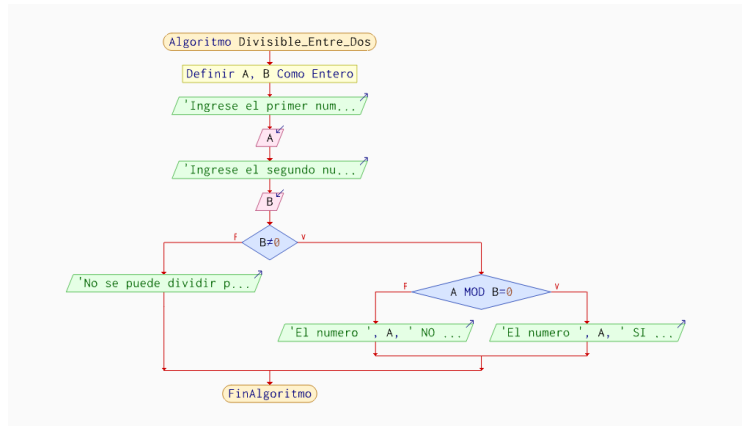 Algoritmo Divisible_Entre_Dos
Definir A, B Como Entero
'Ingrese el primer num...
A
'Ingrese el segundo nu...
B
F
B≠0
V
'No se puede dividir p...
F
A MOD B=0
V
'El numero ', A, ' NO ...
'El numero ', A, ' SI ...
FinAlgoritmo